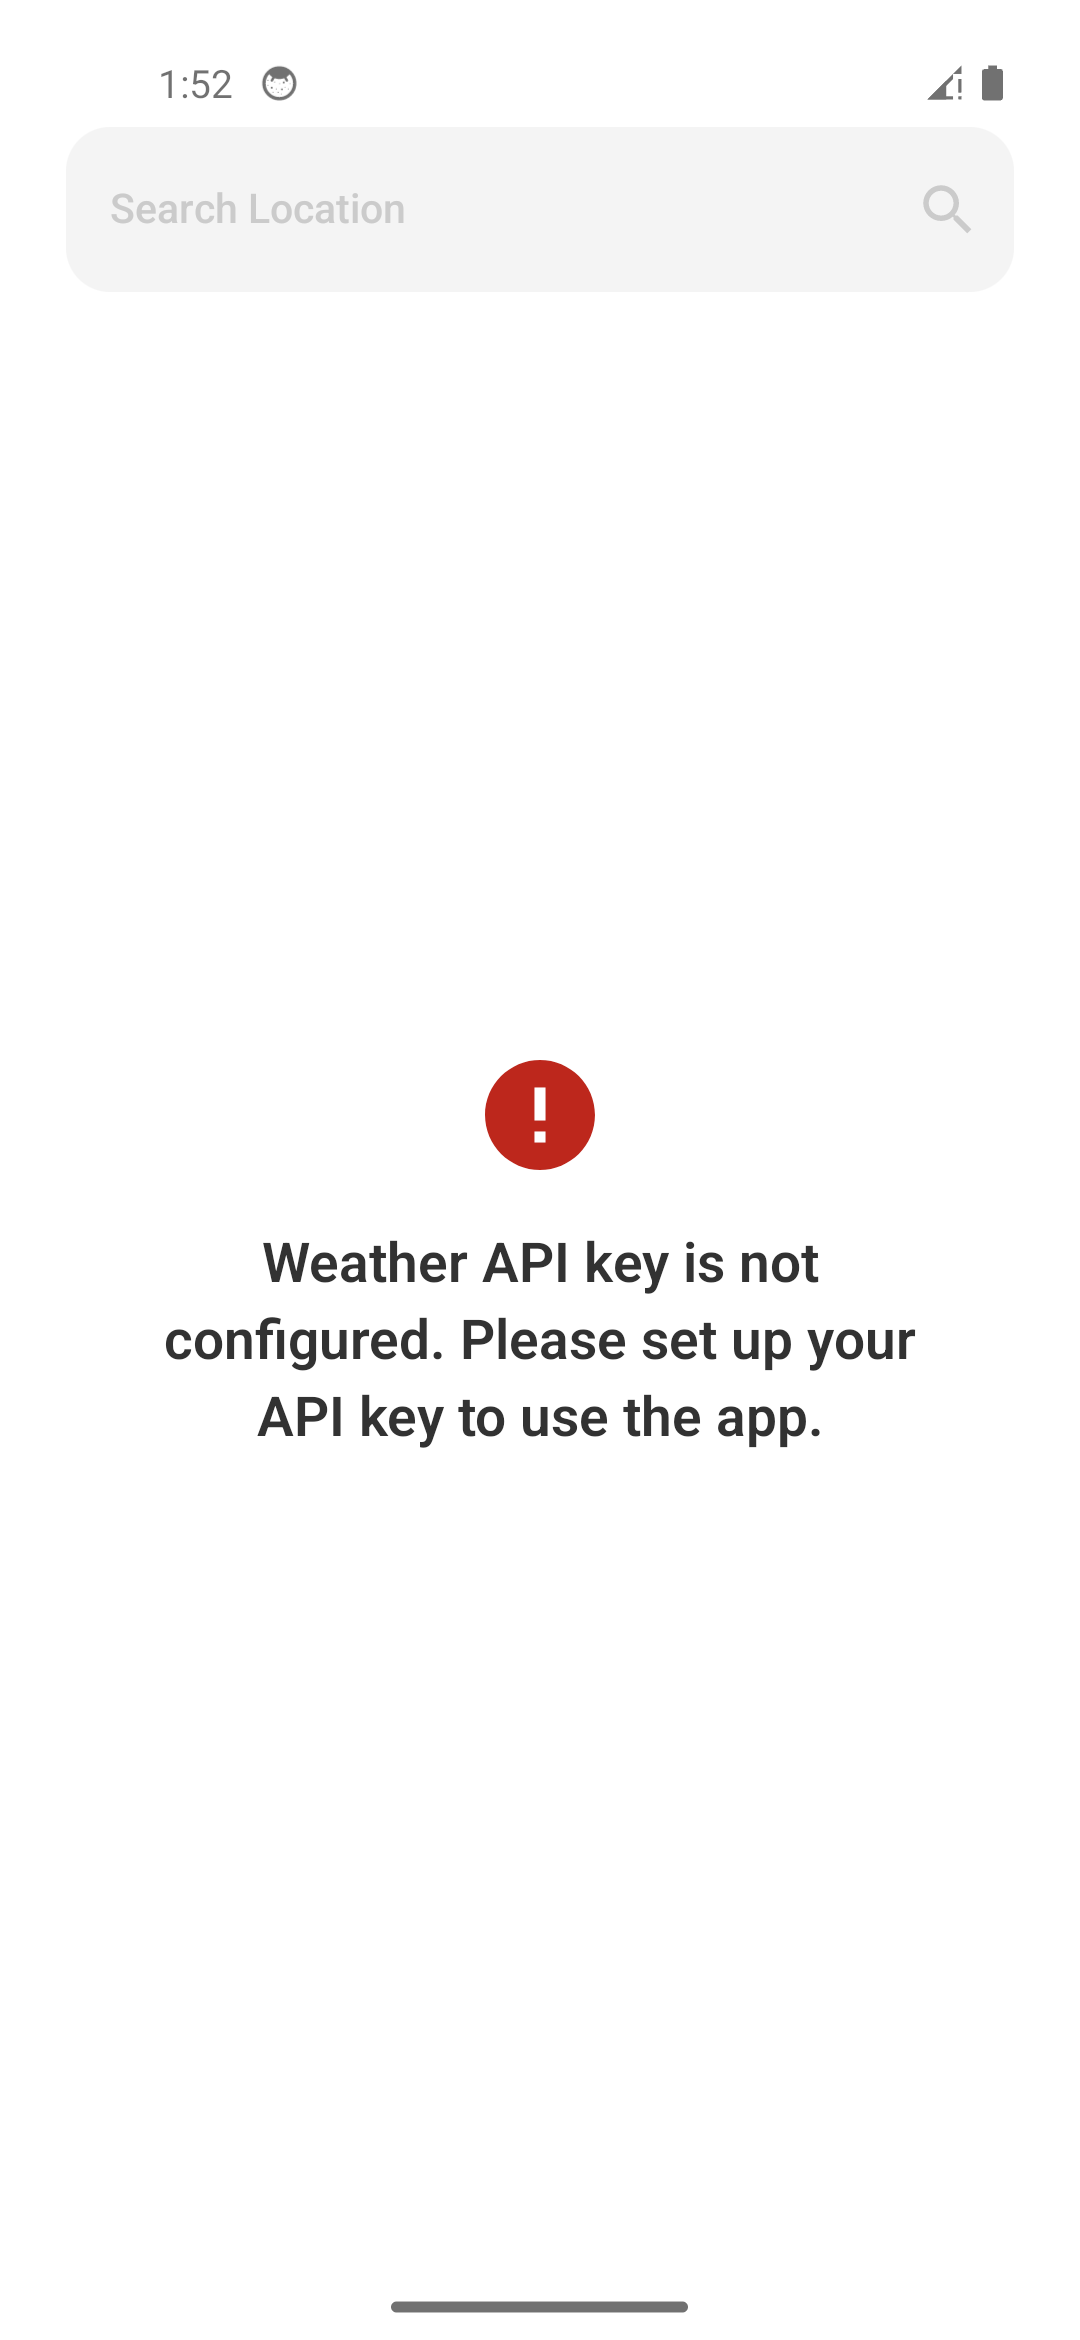 1:52
Search Location
Weather API key is not
configured. Please set up your
API key to use the app.